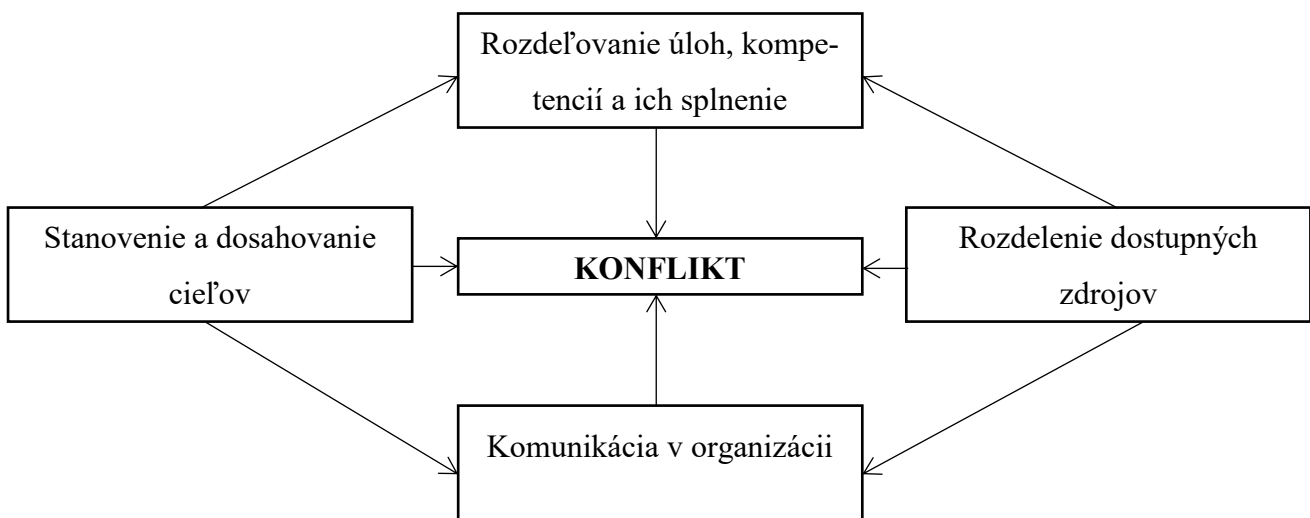 Rozdeľovanie úloh, kompe-
tencií a ich splnenie
Stanovenie a dosahovanie
cieľov
KONFLIKT
Rozdelenie dostupných
zdrojov
Komunikácia v organizácii